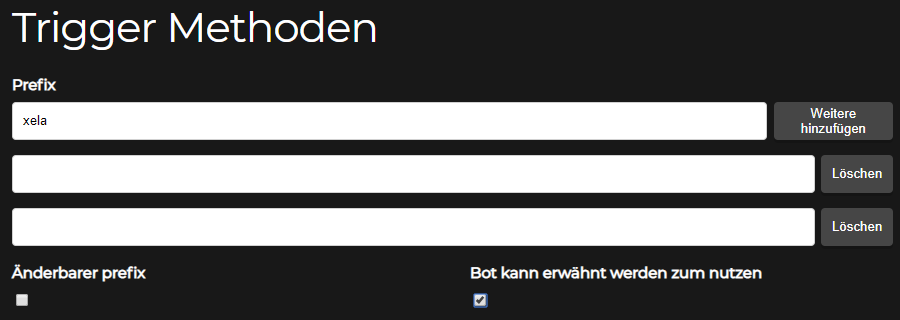 Trigger Methoden
Prefix
xela
Weitere
hinzufügen
Löschen
Löschen
Änderbarer prefix
Bot kann erwähnt werden zum nutzen